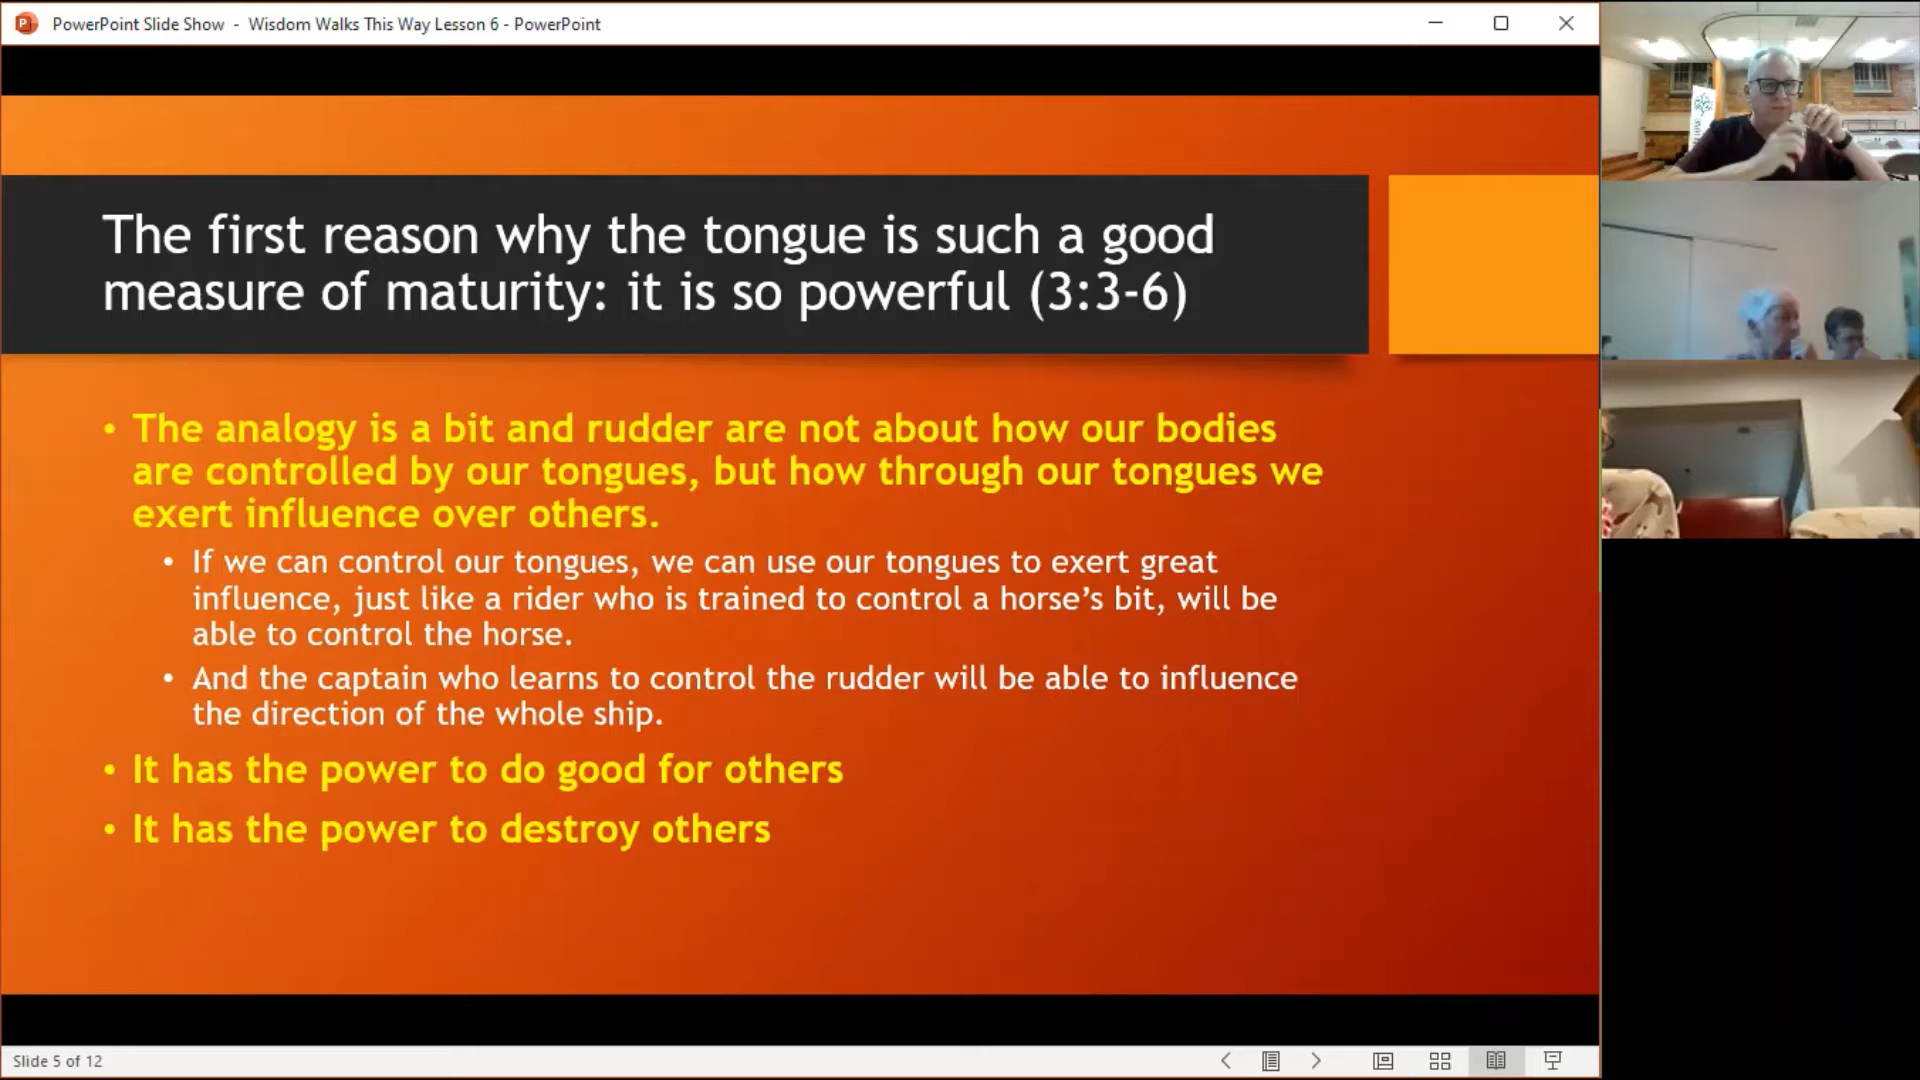 PowerPoint Slide Show - Wisdom Walks This Way Lesson 6 - PowerPoint
The first reason why the tongue is such a good
measure of maturity: it is so powerful (3:3-6)
• The analogy is a bit and rudder are not about how our bodies
are controlled by our tongues, but how through our tongues we
exert influence over others.
• If we can control our tongues, we can use our tongues to exert great
influence, just like a rider who is trained to control a horse’s bit, will be
able to control the horse.
• And the captain who learns to control the rudder will be able to influence
the direction of the whole ship.
• It has the power to do good for others
• It has the power to destroy others
Slide 5 of 12